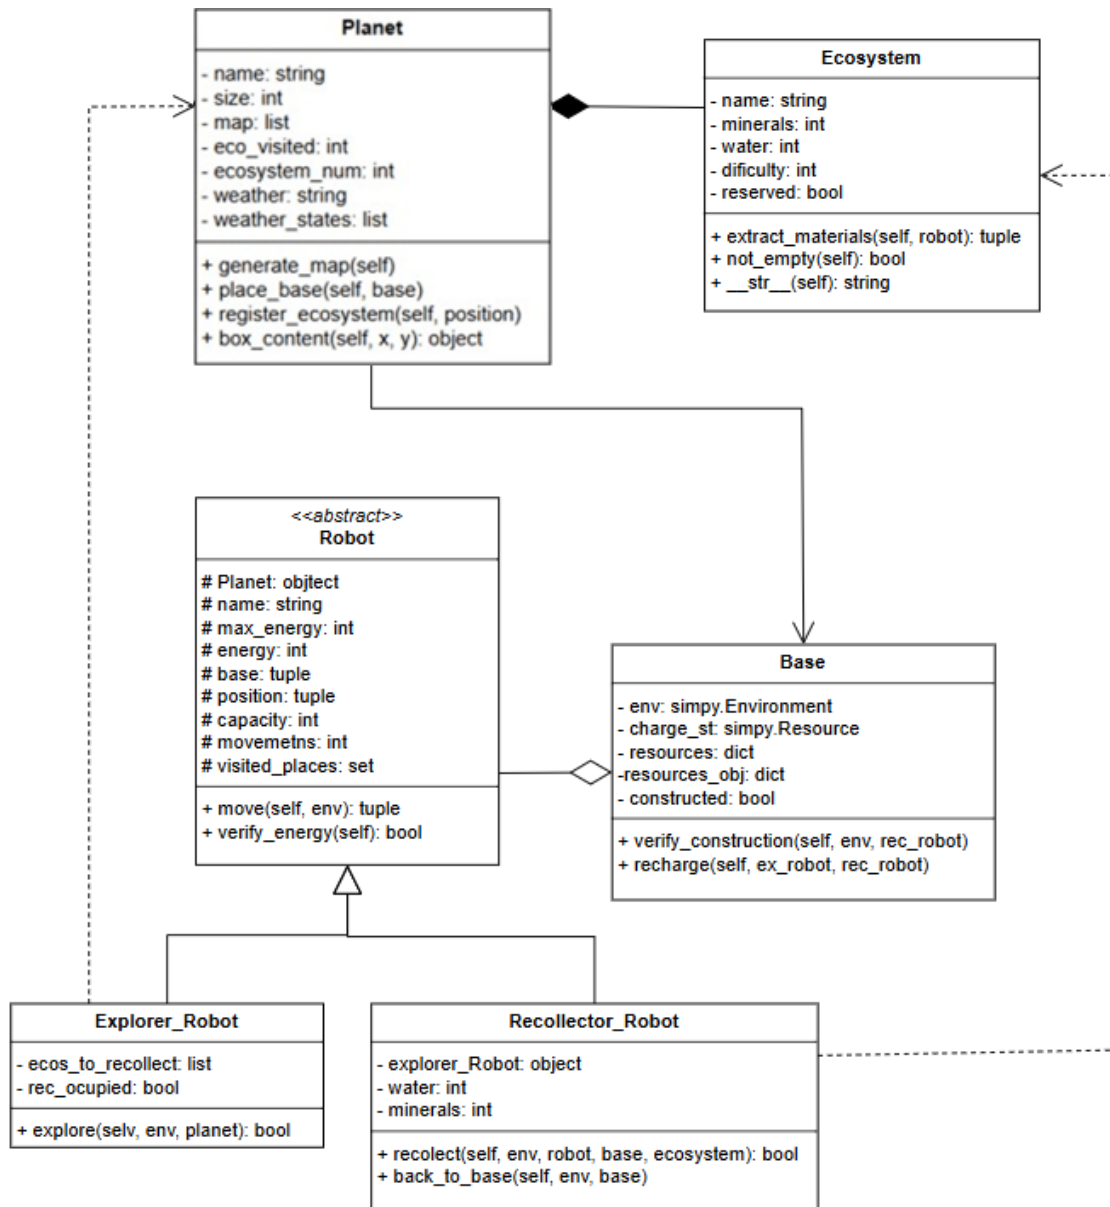 Planet
- name: string
- size: int
- map: list
- eco_visited: int
- ecosystem_num: int
- weather: string
- weather_states: list
+ generate_map(self)
+ place_base(self, base)
+ register_ecosystem(self, position)
+ box_content(self, x, y): object
Ecosystem
- name: string
- minerals: int
- water: int
- dificulty: int
- reserved: bool
+ extract_materials(self, robot): tuple
+ not_empty(self): bool
+ __str__(self): string
<<abstract>>
Robot
# Planet: objtect
# name: string
# max_energy: int
# energy: int
# base: tuple
# position: tuple
# capacity: int
# movemetns: int
# visited_places: set
+ move(self, env): tuple
+ verify_energy(self): bool
Base
- env: simpy.Environment
- charge_st: simpy.Resource
- resources: dict
-resources_obj: dict
- constructed: bool
+ verify_construction(self, env, rec_robot)
+ recharge(self, ex_robot, rec_robot)
Explorer_Robot
- ecos_to_recollect: list
- rec_ocupied: bool
+ explore(selv, env, planet): bool
Recollector_Robot
- explorer_Robot: object
- water: int
- minerals: int
+ recolect(self, env, robot, base, ecosystem): bool
+ back_to_base(self, env, base)